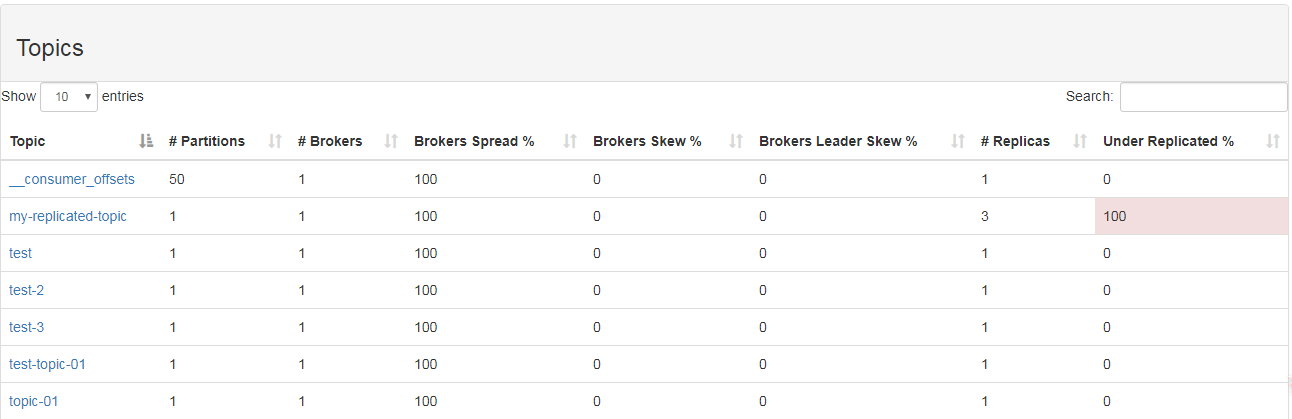 Topics
Show 10 entries Search:
Topic # Partitions # Brokers Brokers Spread % Brokers Skew % Brokers Leader Skew % # Replicas Under Replicated %
__consumer_offsets 50 1 100 0 0 1 0
my-replicated-topic 1 1 100 0 0 3 100
test 1 1 100 0 0 1 0
test-2 1 1 100 0 0 1 0
test-3 1 1 100 0 0 1 0
test-topic-01 1 1 100 0 0 1 0
topic-01 1 1 100 0 0 1 0